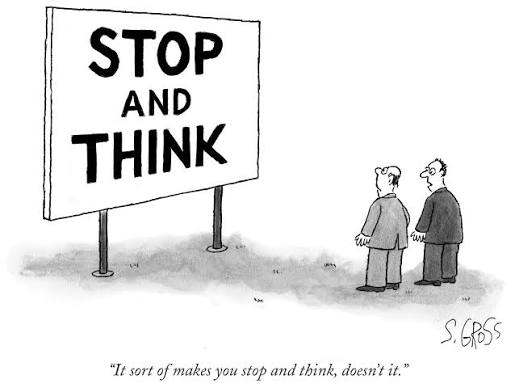 STOP
AND
THINK
S. GROSS
“It sort of makes you stop and think, doesn’t it.”